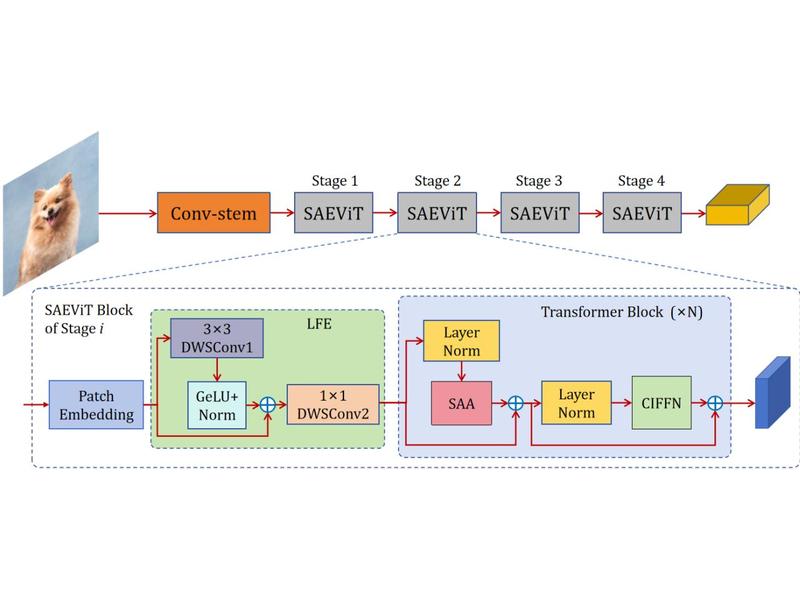 Stage 1
Stage 2
Stage 3
Stage 4
Conv-stem
SAEViT
SAEViT
SAEViT
SAEViT
SAEViT Block
of Stage i
LFE
Transformer Block (×N)
3×3
DWSConv1
Layer
Norm
Patch
Embedding
GeLU+
Norm
1×1
DWSConv2
SAA
Layer
Norm
CIFFN